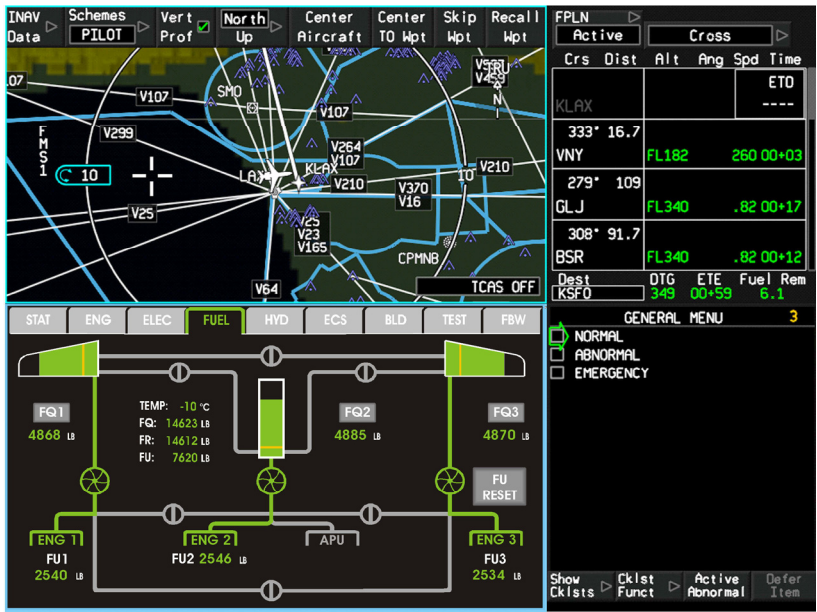 INAV Data
Schemes
PILOT
Vert Prof
North Up
Center Aircraft
Center TO Wpt
Skip Wpt
Recall Wpt
.07
V107
SMO
V459
N
V107
V299
FMS1
10
V264
V107
LAX
KLAX
V210
10
V210
V370
V16
V25
V25
V23
V165
CPMNB
V64
TCAS OFF
FPLN
Active
Cross
Crs Dist Alt Ang Spd Time
ETO
KLAX
----
333° 16.7
VNY FL182 260 00+03
279° 109
GLJ FL340 .82 00+17
308° 91.7
BSR FL340 .82 00+12
Dest DTG ETE Fuel Rem
KSFO 349 00+59 6.1
STAT ENG ELEC FUEL HYD ECS BLD TEST FBW
TEMP: -10 °C
FQ: 14623 LB
FR: 14612 LB
FU: 7620 LB
FQ1
4868 LB
FQ2
4885 LB
FQ3
4870 LB
FU RESET
ENG 1
ENG 2
APU
ENG 3
FU1
2540 LB
FU2 2546 LB
FU3
2534 LB
GENERAL MENU 3
NORMAL
ABNORMAL
EMERGENCY
Show Cklsts
Cklst Funct
Active Abnormal
Defer Item